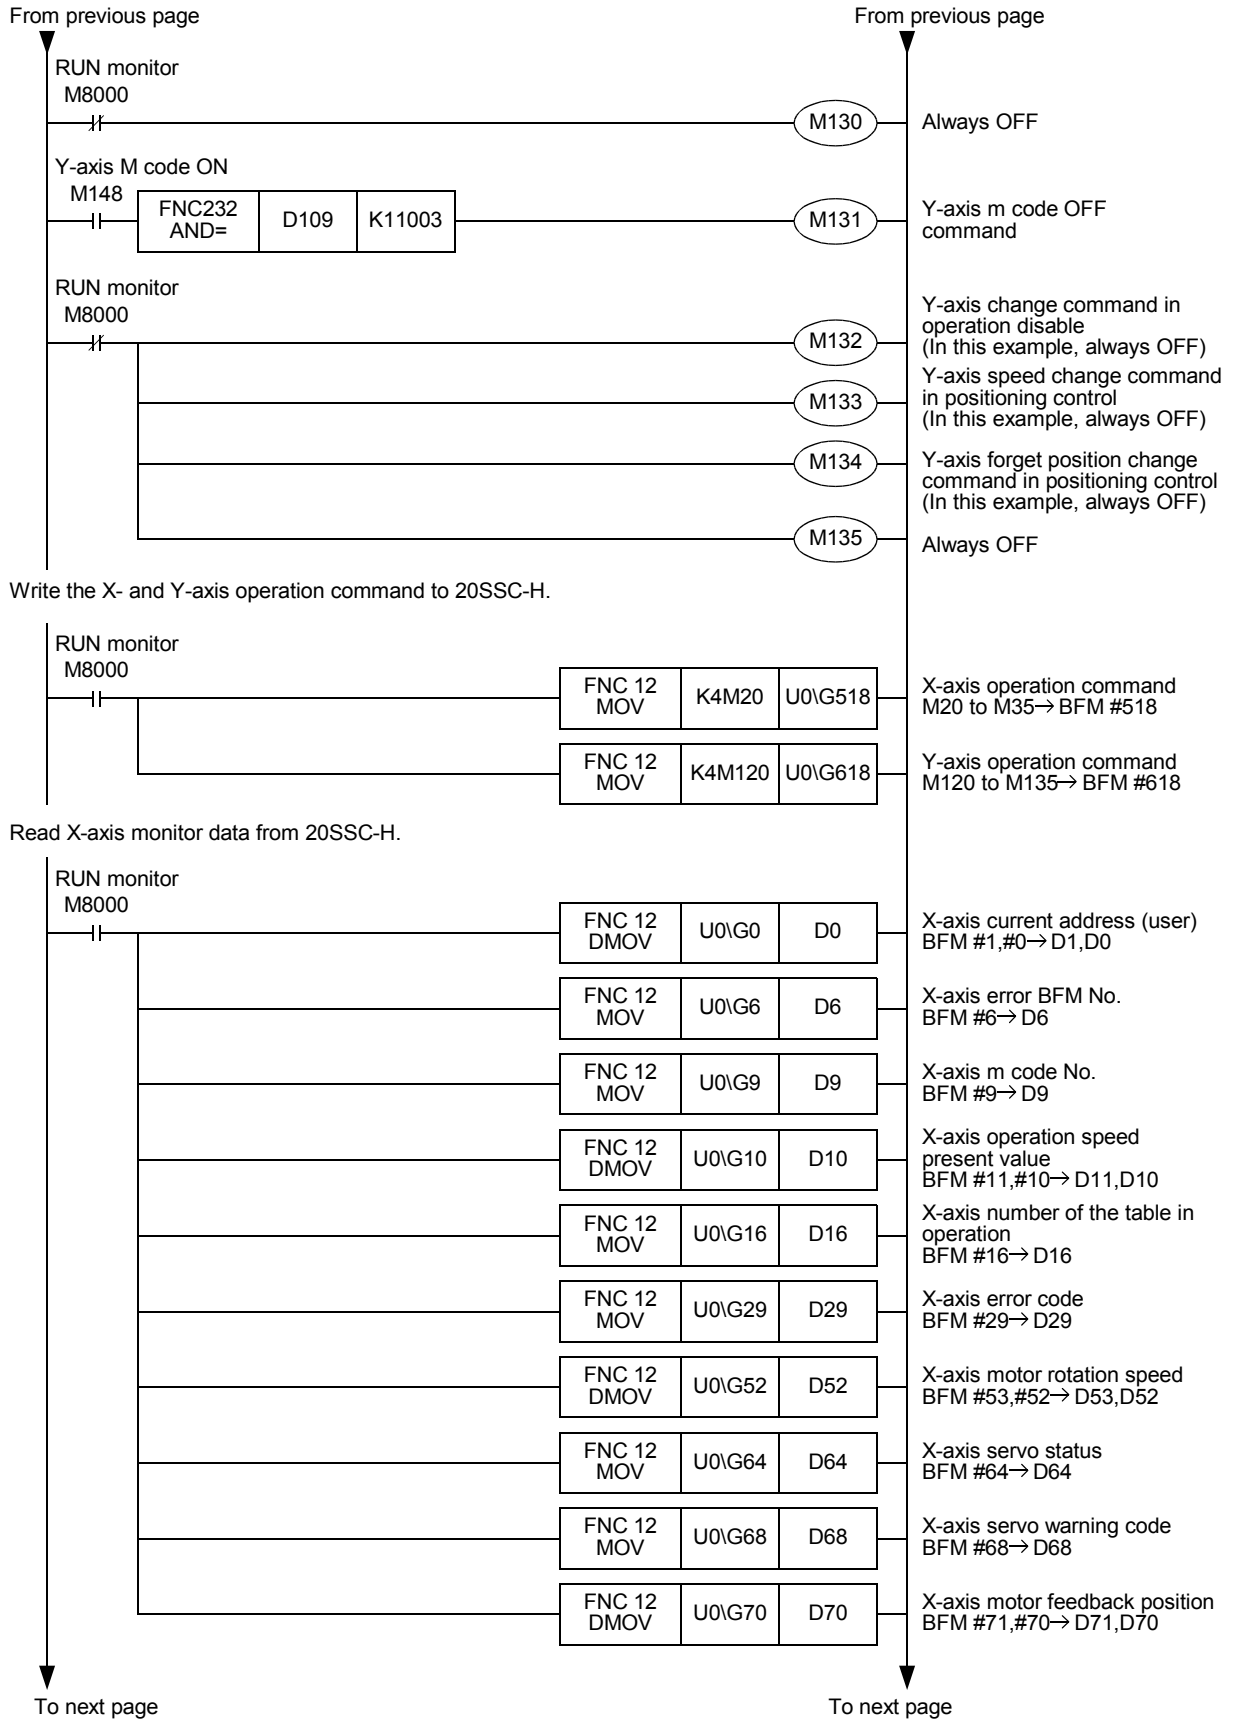 From previous page
From previous page
RUN monitor
M8000
M130
Always OFF
Y-axis M code ON
M148
FNC232
AND=
D109
K11003
M131
Y-axis m code OFF
command
RUN monitor
M8000
M132
Y-axis change command in
operation disable
(In this example, always OFF)
M133
Y-axis speed change command
in positioning control
(In this example, always OFF)
M134
Y-axis forget position change
command in positioning control
(In this example, always OFF)
M135
Always OFF
Write the X- and Y-axis operation command to 20SSC-H.
RUN monitor
M8000
FNC 12
MOV
K4M20
U0\G518
X-axis operation command
M20 to M35→ BFM #518
FNC 12
MOV
K4M120
U0\G618
Y-axis operation command
M120 to M135→ BFM #618
Read X-axis monitor data from 20SSC-H.
RUN monitor
M8000
FNC 12
DMOV
U0\G0
D0
X-axis current address (user)
BFM #1,#0→ D1,D0
FNC 12
MOV
U0\G6
D6
X-axis error BFM No.
BFM #6→ D6
FNC 12
MOV
U0\G9
D9
X-axis m code No.
BFM #9→ D9
FNC 12
DMOV
U0\G10
D10
X-axis operation speed
present value
BFM #11,#10→ D11,D10
FNC 12
MOV
U0\G16
D16
X-axis number of the table in
operation
BFM #16→ D16
FNC 12
MOV
U0\G29
D29
X-axis error code
BFM #29→ D29
FNC 12
DMOV
U0\G52
D52
X-axis motor rotation speed
BFM #53,#52→ D53,D52
FNC 12
MOV
U0\G64
D64
X-axis servo status
BFM #64→ D64
FNC 12
MOV
U0\G68
D68
X-axis servo warning code
BFM #68→ D68
FNC 12
DMOV
U0\G70
D70
X-axis motor feedback position
BFM #71,#70→ D71,D70
To next page
To next page